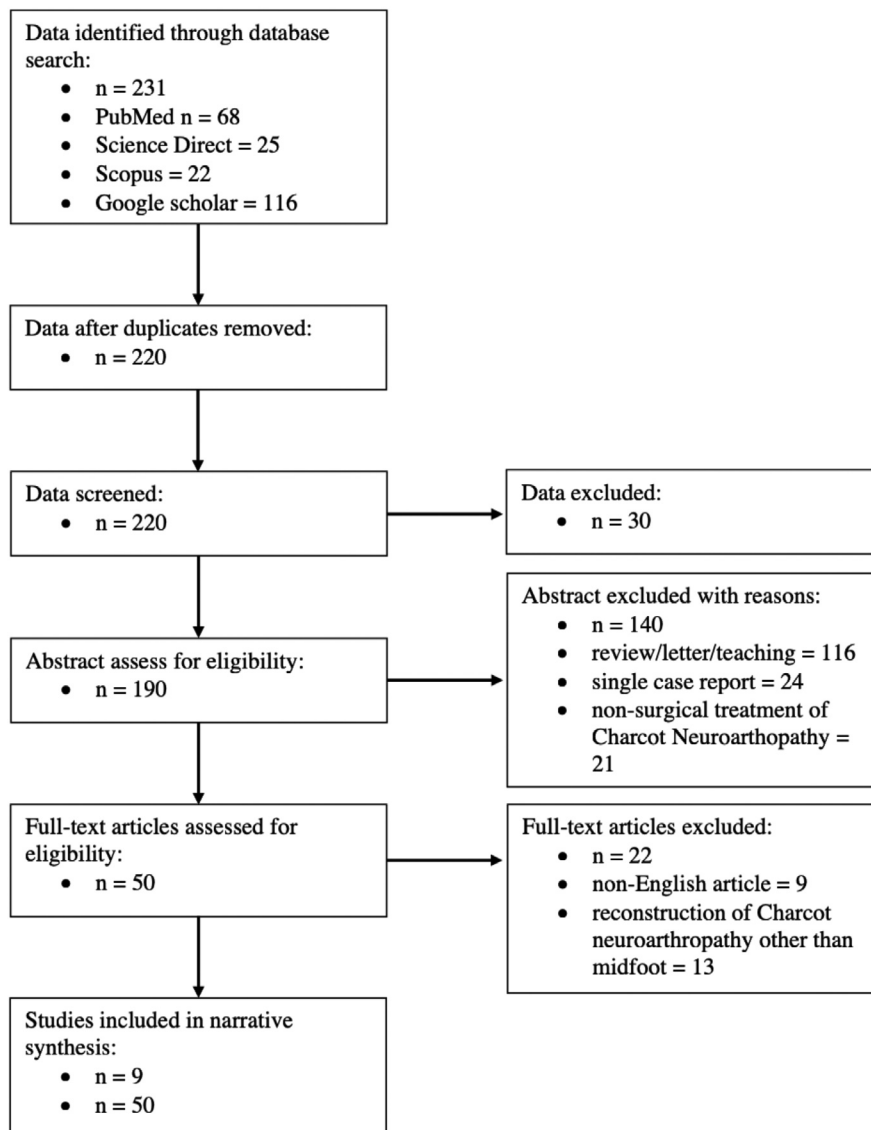 Data identified through database
search:
• n = 231
• PubMed n = 68
• Science Direct = 25
• Scopus = 22
• Google scholar = 116
Data after duplicates removed:
• n = 220
Data screened:
• n = 220
Data excluded:
• n = 30
Abstract assess for eligibility:
• n = 190
Abstract excluded with reasons:
• n = 140
• review/letter/teaching = 116
• single case report = 24
• non-surgical treatment of
Charcot Neuroarthopathy =
21
Full-text articles assessed for
eligibility:
• n = 50
Full-text articles excluded:
• n = 22
• non-English article = 9
• reconstruction of Charcot
neuroarthropathy other than
midfoot = 13
Studies included in narrative
synthesis:
• n = 9
• n = 50